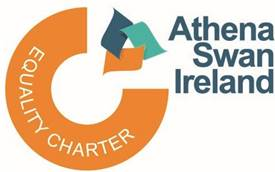 Athena
Swan
Ireland
EQUALITY CHARTER